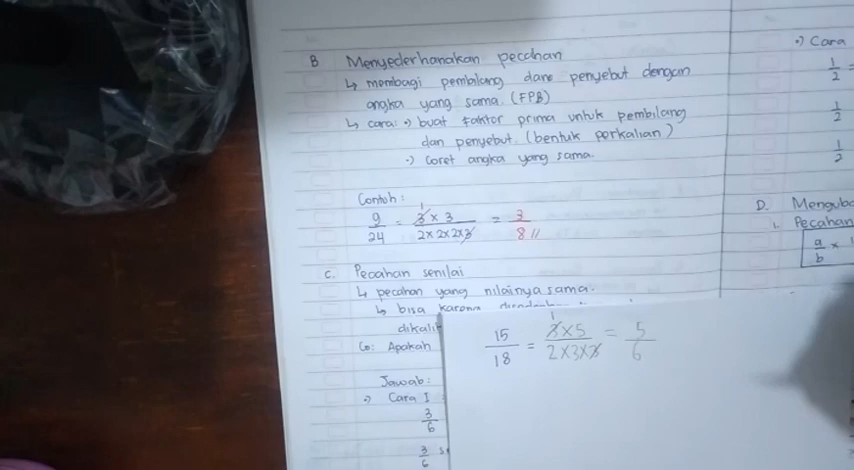 B Menyederhanakan pecahan
↳ membagi pembilang dan penyebut dengan
angka yang sama. (FPB)
↳ cara: •) buat faktor prima untuk pembilang
dan penyebut. (bentuk perkalian)
•) Coret angka yang sama.
Contoh:
9/24 = 3 × 3 / 2 × 2 × 2 × 3 = 3/8 //
1
C. Pecahan senilai
↳ pecahan yang nilainya sama.
↳ bisa karena
dikali
Co: Apakah
Jawab:
•) Cara I
3/6
3/6
15/18 = 3×5 / 2×3×3 = 5/6
1
•) Cara
1/2 =
1/2
1/2
D. Menguba
1. Pecahan
a/b ×